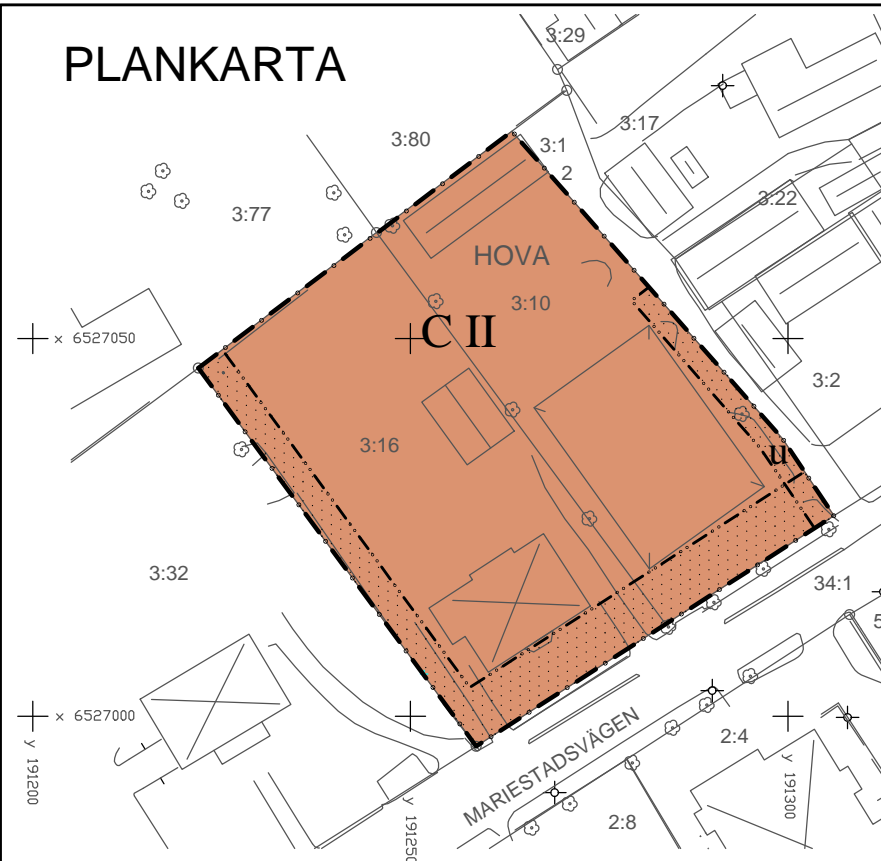 PLANKARTA
3:29
3:80
3:1
2
3:17
3:77
3:22
HOVA
3:10
C II
x 6527050
3:2
3:16
u
3:32
34:1
5
x 6527000
MARIESTADSVÄGEN
2:4
y 191200
y 191250
y 191300
2:8